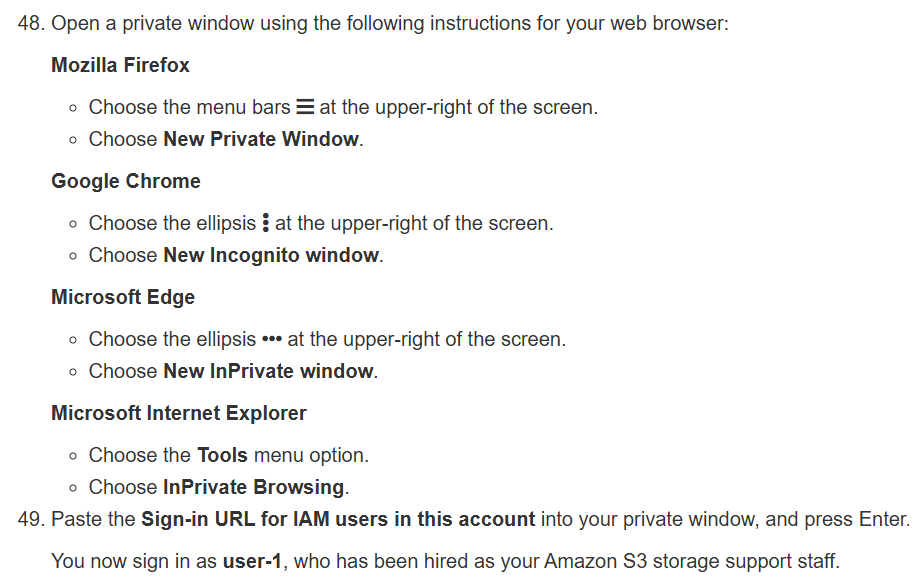 48. Open a private window using the following instructions for your web browser:
Mozilla Firefox
Choose the menu bars ☰ at the upper-right of the screen.
Choose New Private Window.
Google Chrome
Choose the ellipsis ⋮ at the upper-right of the screen.
Choose New Incognito window.
Microsoft Edge
Choose the ellipsis ••• at the upper-right of the screen.
Choose New InPrivate window.
Microsoft Internet Explorer
Choose the Tools menu option.
Choose InPrivate Browsing.
49. Paste the Sign-in URL for IAM users in this account into your private window, and press Enter.
You now sign in as user-1, who has been hired as your Amazon S3 storage support staff.